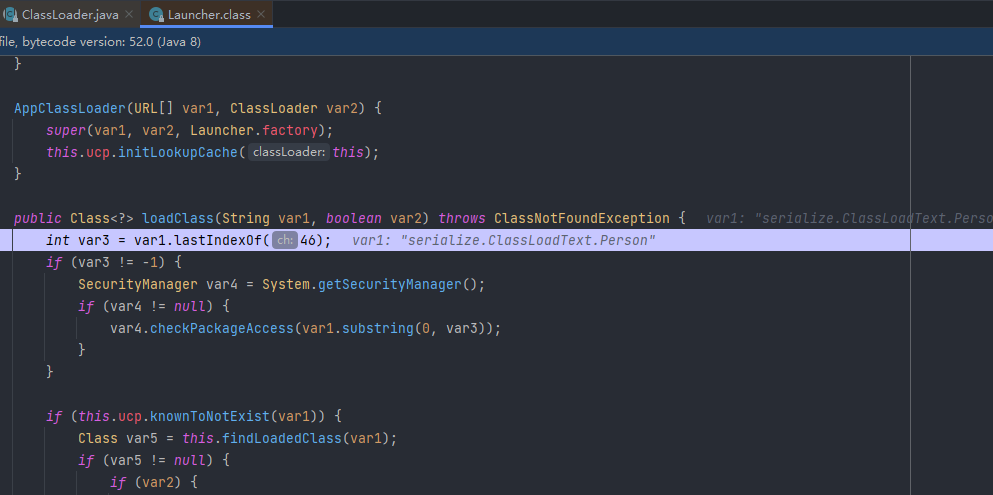 ClassLoader.java × Launcher.class ×
file, bytecode version: 52.0 (Java 8)
}
AppClassLoader(URL[] var1, ClassLoader var2) {
super(var1, var2, Launcher.factory);
this.ucp.initLookupCache( classLoader: this);
}
public Class<?> loadClass(String var1, boolean var2) throws ClassNotFoundException { var1: "serialize.ClassLoadText.Perso
int var3 = var1.lastIndexOf( ch: 46); var1: "serialize.ClassLoadText.Person"
if (var3 != -1) {
SecurityManager var4 = System.getSecurityManager();
if (var4 != null) {
var4.checkPackageAccess(var1.substring(0, var3));
}
}
if (this.ucp.knownToNotExist(var1)) {
Class var5 = this.findLoadedClass(var1);
if (var5 != null) {
if (var2) {